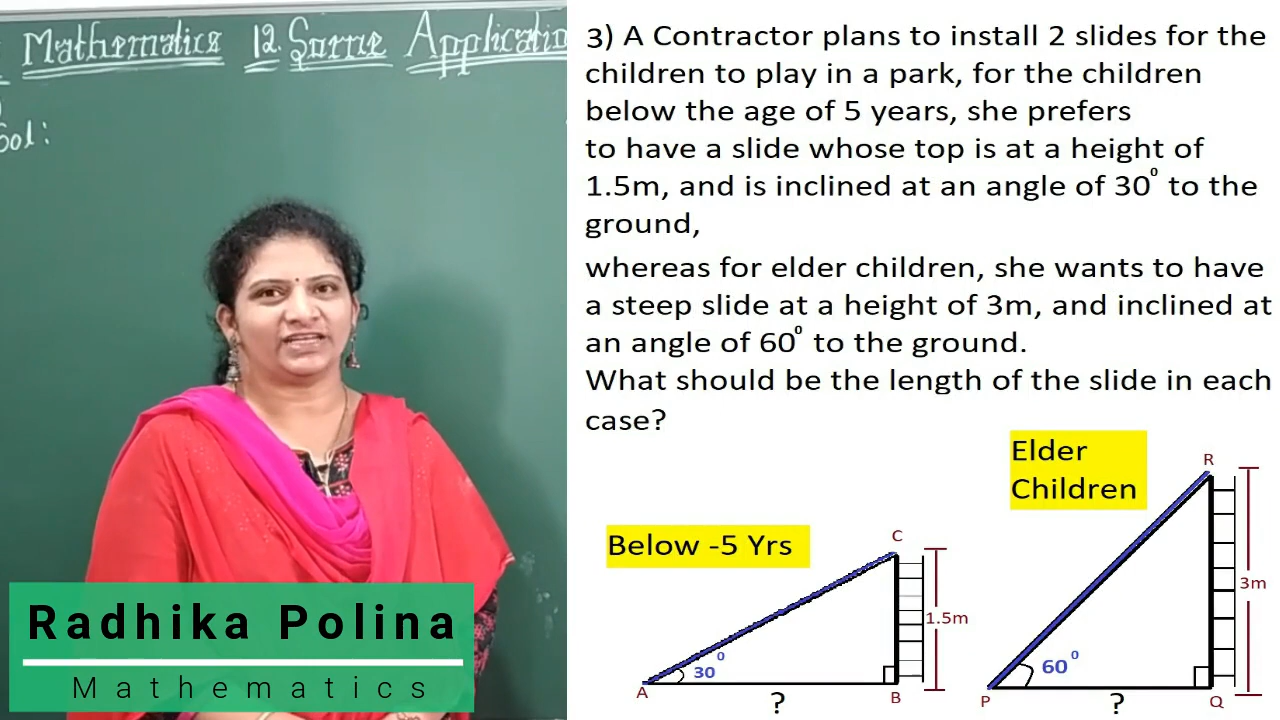 Mathematics 12. Some Applicatio
Sol:
3) A Contractor plans to install 2 slides for the
children to play in a park, for the children
below the age of 5 years, she prefers
to have a slide whose top is at a height of
1.5m, and is inclined at an angle of 30⁰ to the
ground,
whereas for elder children, she wants to have
a steep slide at a height of 3m, and inclined at
an angle of 60⁰ to the ground.
What should be the length of the slide in each
case?
Below -5 Yrs
C
1.5m
30⁰
A
B
?
Elder
Children
R
3m
60⁰
P
Q
?
Radhika Polina
Mathematics